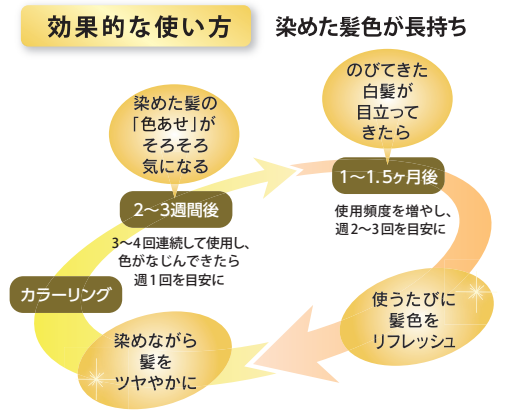 効果的な使い方
染めた髪色が長持ち
染めた髪の
「色あせ」が
そろそろ
気になる
2〜3週間後
3〜4回連続して使用し、
色がなじんできたら
週1回を目安に
のびてきた
白髪が
目立って
きたら
1〜1.5ヶ月後
使用頻度を増やし、
週2〜3回を目安に
カラーリング
染めながら
髪を
ツヤやかに
使うたびに
髪色を
リフレッシュ